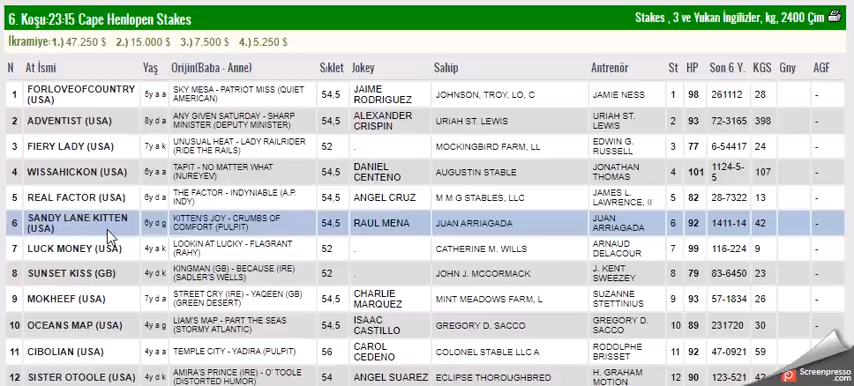 6. Koşu:23:15 Cape Henlopen Stakes Stakes , 3 ve Yukarı İngilizler, kg, 2400 Çim
İkramiye:1.) 47.250 $ 2.) 15.000 $ 3.) 7.500 $ 4.) 5.250 $
N At İsmi Yaş Orijin(Baba - Anne) Sıklet Jokey Sahip Antrenör St HP Son 6 Y. KGS Gny AGF
1 FORLOVEOFCOUNTRY (USA) 5y a a SKY MESA - PATRIOT MISS (QUIET AMERICAN) 54,5 JAIME RODRIGUEZ JOHNSON, TROY, LO, C JAMIE NESS 1 98 261112 28 -
2 ADVENTIST (USA) 8y d a ANY GIVEN SATURDAY - SHARP MINISTER (DEPUTY MINISTER) 54,5 ALEXANDER CRISPIN URIAH ST. LEWIS URIAH ST. LEWIS 2 93 72-3165 398 -
3 FIERY LADY (USA) 7y a k UNUSUAL HEAT - LADY RAILRIDER (RIDE THE RAILS) 52 . MOCKINGBIRD FARM, LL EDWIN G. RUSSELL 3 77 6-54417 24 -
4 WISSAHICKON (USA) 6y a a TAPIT - NO MATTER WHAT (NUREYEV) 54,5 DANIEL CENTENO AUGUSTIN STABLE JONATHAN THOMAS 4 101 1124-5-5 107 -
5 REAL FACTOR (USA) 6y d a THE FACTOR - INDYNIABLE (A.P. INDY) 54,5 ANGEL CRUZ M M G STABLES, LLC JAMES L. LAWRENCE, II 5 82 28-7322 13 -
6 SANDY LANE KITTEN (USA) 6y d g KITTEN'S JOY - CRUMBS OF COMFORT (PULPIT) 54,5 RAUL MENA JUAN ARRIAGADA JUAN ARRIAGADA 6 92 1411-14 42 -
7 LUCK MONEY (USA) 4y a k LOOKIN AT LUCKY - FLAGRANT (RAHY) 52 . CATHERINE M. WILLS ARNAUD DELACOUR 7 99 116-224 9 -
8 SUNSET KISS (GB) 4y d k KINGMAN (GB) - BECAUSE (IRE) (SADLER'S WELLS) 52 . JOHN J. MCCORMACK J. KENT SWEEZEY 8 79 83-6450 23 -
9 MOKHEEF (USA) 7y d a STREET CRY (IRE) - YAQEEN (GB) (GREEN DESERT) 54,5 CHARLIE MARQUEZ MINT MEADOWS FARM, L SUZANNE STETTINIUS 9 93 57-1834 26 -
10 OCEANS MAP (USA) 4y a g LIAM'S MAP - PART THE SEAS (STORMY ATLANTIC) 54,5 ISAAC CASTILLO GREGORY D. SACCO GREGORY D. SACCO 10 89 231720 30 -
11 CIBOLIAN (USA) 4y a a TEMPLE CITY - YADIRA (PULPIT) 56 CAROL CEDENO COLONEL STABLE LLC A RODOLPHE BRISSET 11 92 47-0921 59
12 SISTER OTOOLE (USA) 4y d k AMIRA'S PRINCE (IRE) - O' TOOLE (DISTORTED HUMOR) 54 ANGEL SUAREZ ECLIPSE THOROUGHBRED H. GRAHAM MOTION 12 90 123-521 42
Screenpresso
.com